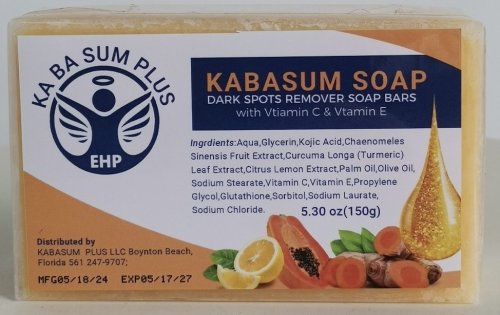 KA BA SUM PLUS
EHP
KABASUM SOAP
DARK SPOTS REMOVER SOAP BARS
with Vtiamin C & Vtamin E
Ingrdients:Aqua,Glycerin,Kojic Acid,Chaenomeles
Sinensis Fruit Extract,Curcuma Longa (Turmeric)
Leaf Extract,Citrus Lemon Extract,Palm Oil,Olive Oil,
Sodium Stearate,Vitamin C,Vitamin E,Propylene
Glycol,Glutathione,Sorbitol,Sodium Laurate,
Sodium Chloride.
5.30 oz(150g)
Distributed by
KABASUM PLUS LLC Boynton Beach,
Florida 561 247-9707;
MFG05/18/24 EXP05/17/27